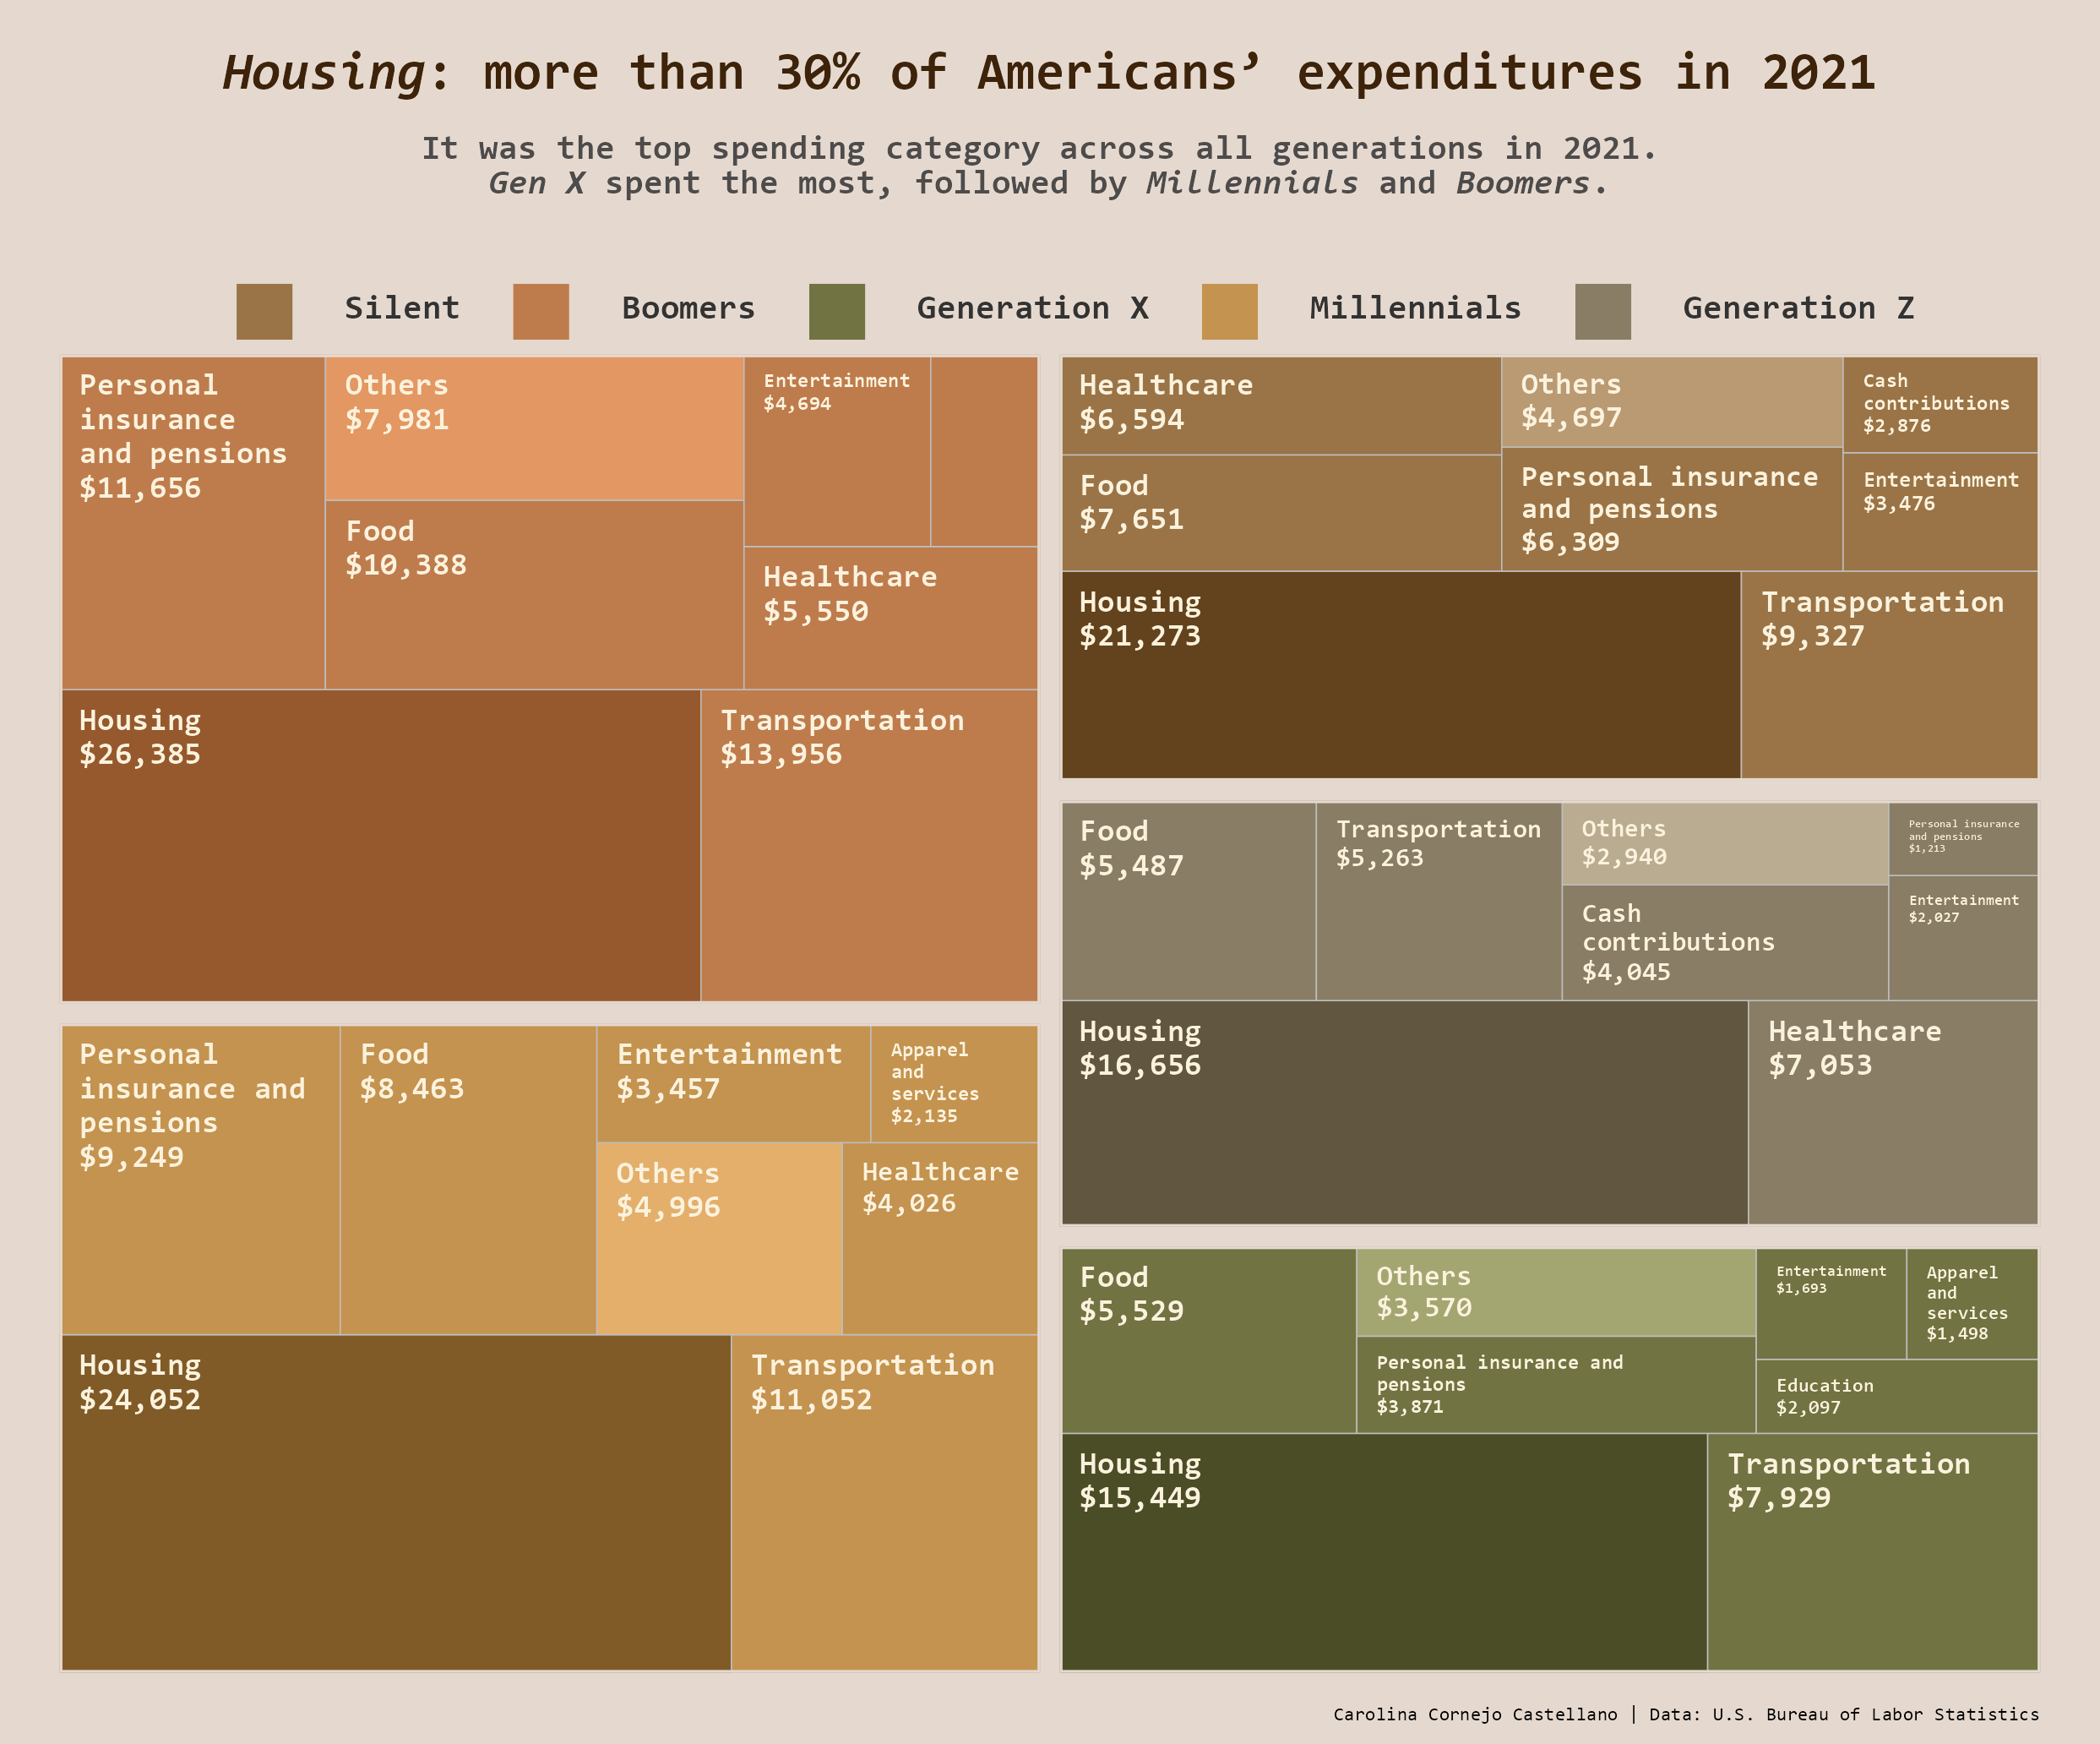 Housing: more than 30% of Americans’ expenditures in 2021
It was the top spending category across all generations in 2021.
Gen X spent the most, followed by Millennials and Boomers.
Silent
Boomers
Generation X
Millennials
Generation Z
Personal
insurance
and pensions
$11,656
Others
$7,981
Food
$10,388
Entertainment
$4,694
Healthcare
$5,550
Housing
$26,385
Transportation
$13,956
Healthcare
$6,594
Food
$7,651
Others
$4,697
Personal insurance
and pensions
$6,309
Cash
contributions
$2,876
Entertainment
$3,476
Housing
$21,273
Transportation
$9,327
Food
$5,487
Transportation
$5,263
Others
$2,940
Cash
contributions
$4,045
Personal insurance
and pensions
$1,213
Entertainment
$2,027
Housing
$16,656
Healthcare
$7,053
Personal
insurance and
pensions
$9,249
Food
$8,463
Entertainment
$3,457
Apparel
and
services
$2,135
Others
$4,996
Healthcare
$4,026
Housing
$24,052
Transportation
$11,052
Food
$5,529
Others
$3,570
Personal insurance and
pensions
$3,871
Entertainment
$1,693
Apparel
and
services
$1,498
Education
$2,097
Housing
$15,449
Transportation
$7,929
Carolina Cornejo Castellano | Data: U.S. Bureau of Labor Statistics